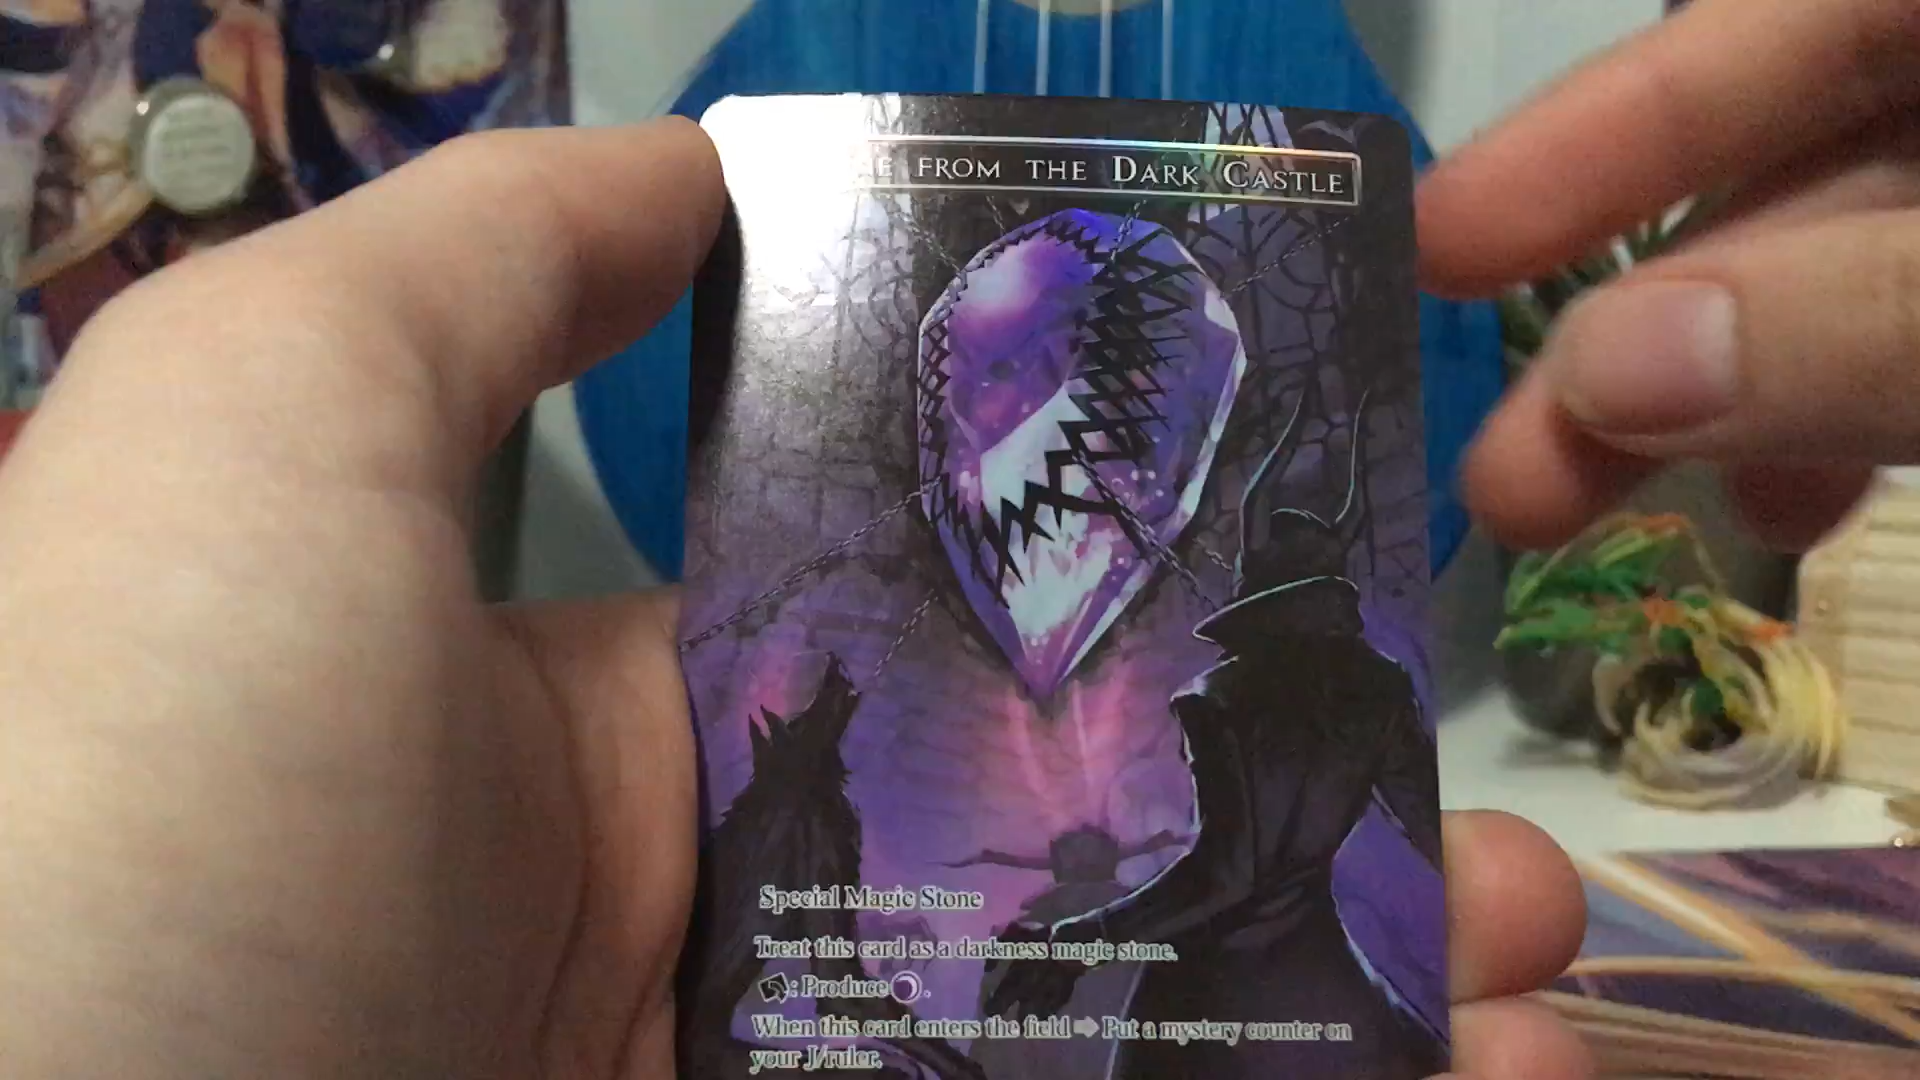 FROM THE DARK CASTLE
Special Magic Stone
Treat this card as a darkness magic stone.
: Produce .
When this card enters the field ➡ Put a mystery counter on
your J/ruler.